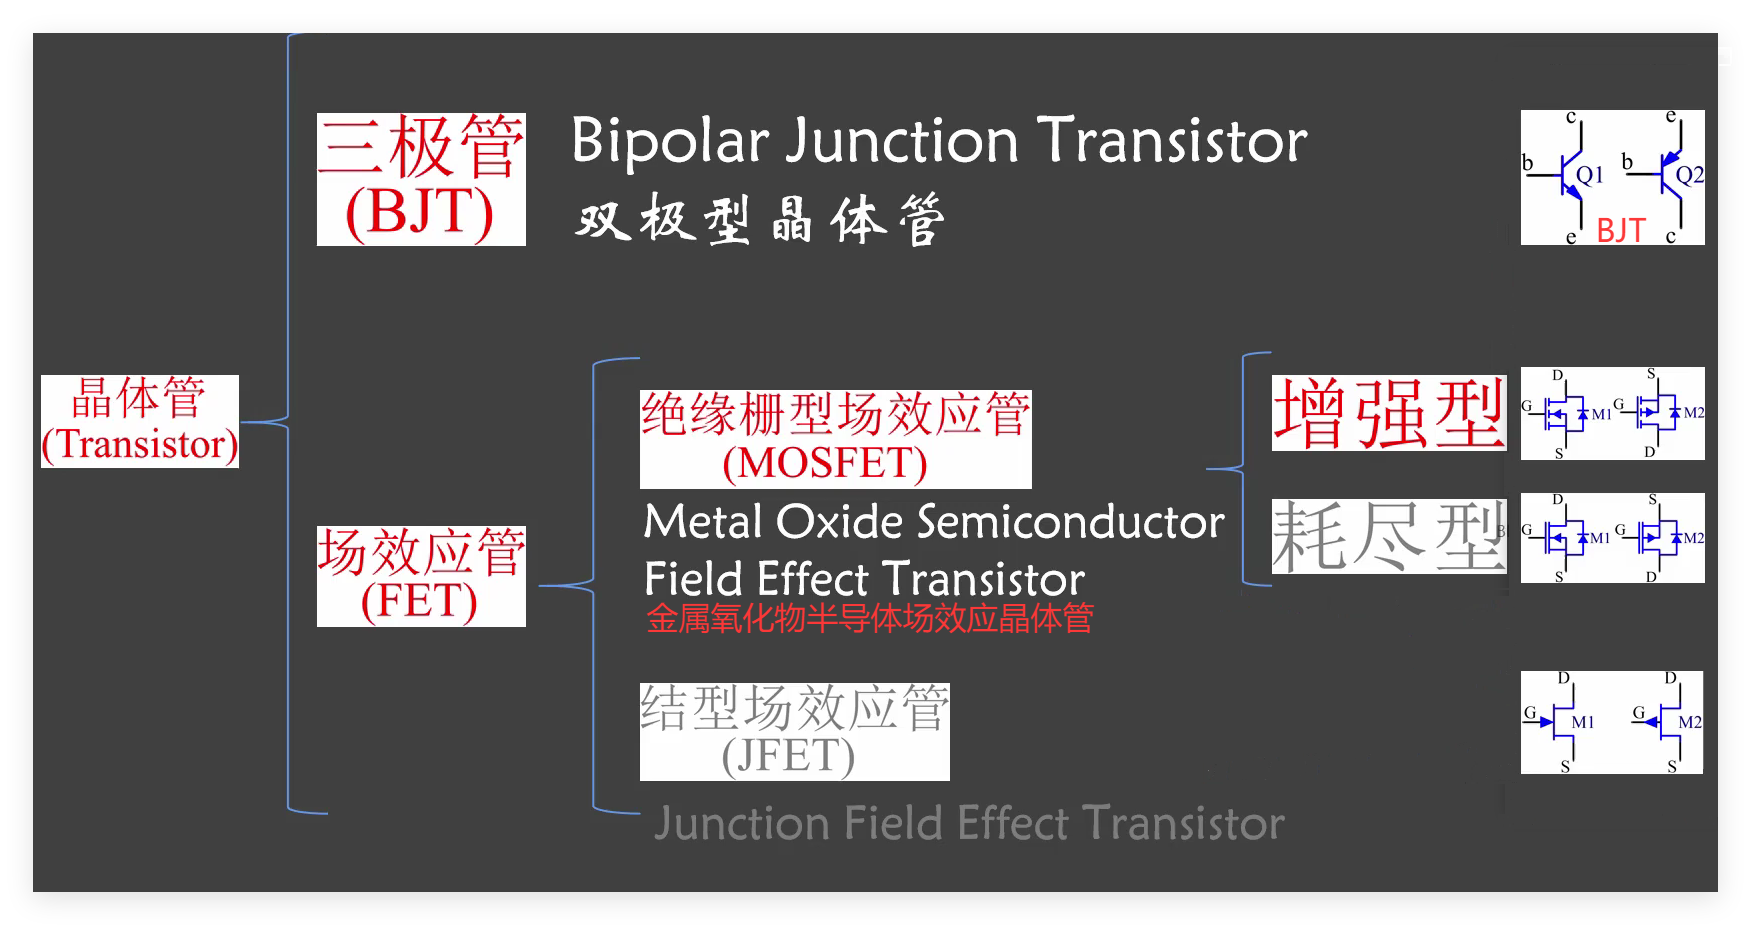 三极管
(BJT)
Bipolar Junction Transistor
双极型晶体管
c
b
Q1
e
e
b
Q2
c
BJT
晶体管
(Transistor)
场效应管
(FET)
绝缘栅型场效应管
(MOSFET)
Metal Oxide Semiconductor
Field Effect Transistor
金属氧化物半导体场效应晶体管
增强型
D
G
M1
S
S
G
M2
D
耗尽型
B
D
G
M1
S
S
G
M2
D
结型场效应管
(JFET)
Junction Field Effect Transistor
D
G
M1
S
D
G
M2
S